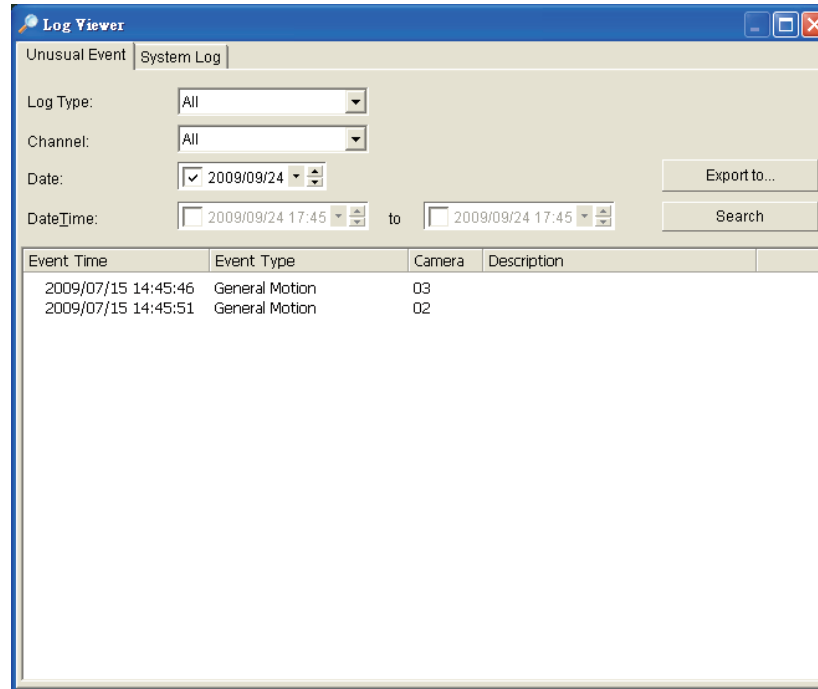 Log Viewer
Unusual Event System Log
Log Type: All
Channel: All
Date: 2009/09/24 Export to...
DateTime: 2009/09/24 17:45 to 2009/09/24 17:45 Search
Event Time Event Type Camera Description
2009/07/15 14:45:46 General Motion 03
2009/07/15 14:45:51 General Motion 02